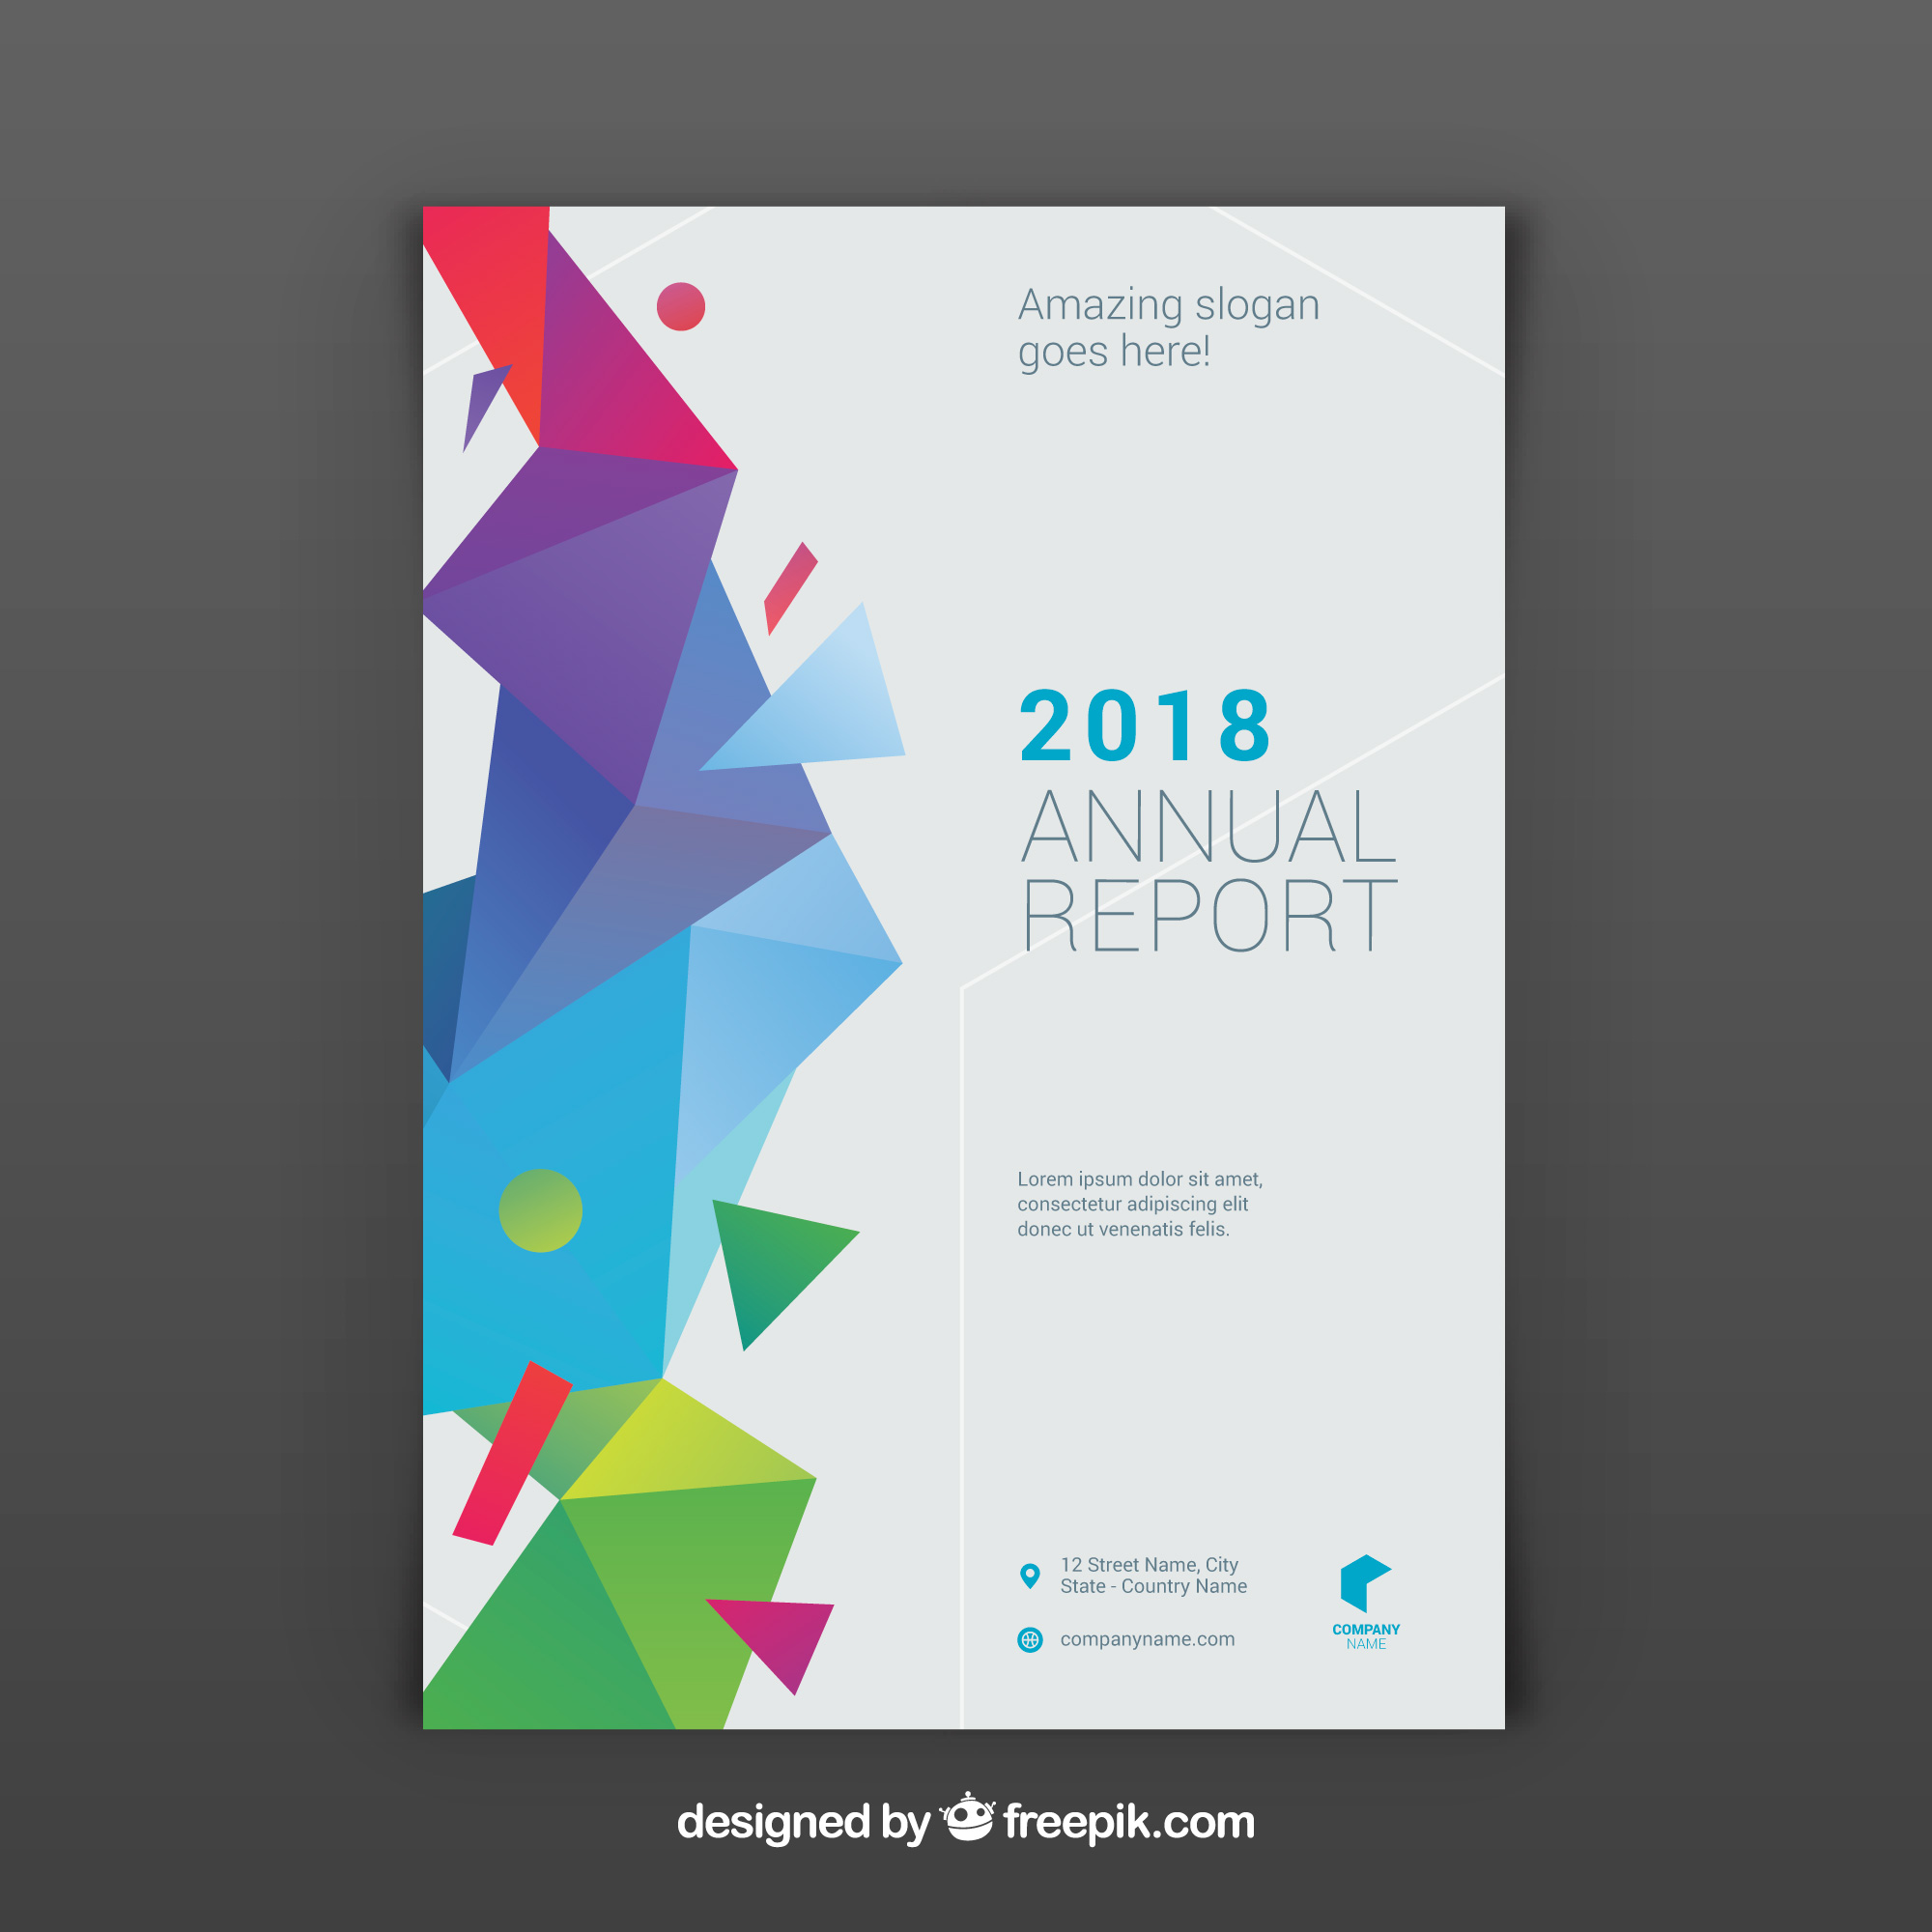 Amazing slogan
goes here!
2018
ANNUAL
REPORT
Lorem ipsum dolor sit amet,
consectetur adipiscing elit
donec ut venenatis felis.
12 Street Name, City
State - Country Name
companyname.com
COMPANY
NAME
designed by freepik.com